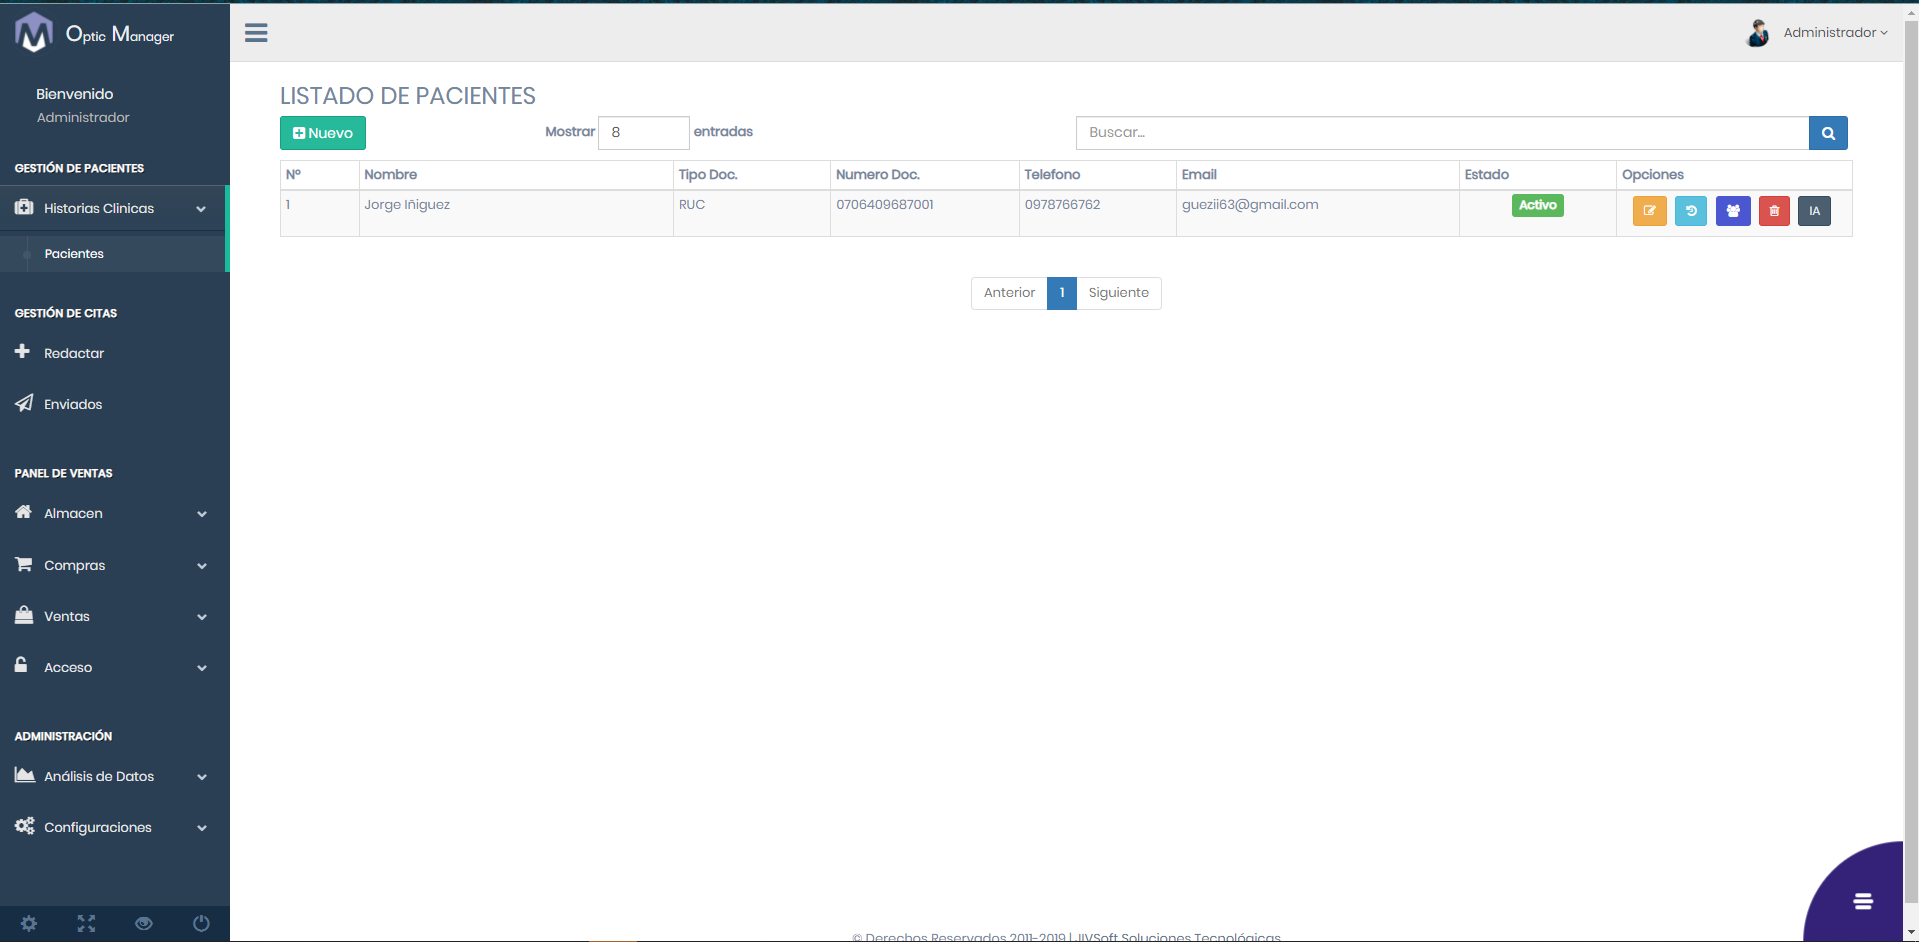 Optic Manager
Bienvenido
Administrador
GESTIÓN DE PACIENTES
Historias Clinicas
Pacientes
GESTIÓN DE CITAS
Redactar
Enviados
PANEL DE VENTAS
Almacen
Compras
Ventas
Acceso
ADMINISTRACIÓN
Análisis de Datos
Configuraciones
Administrador
LISTADO DE PACIENTES
Nuevo
Mostrar 8 entradas
Buscar...
Nº Nombre Tipo Doc. Numero Doc. Telefono Email Estado Opciones
1 Jorge Iñiguez RUC 0706409687001 0978766762 guezii63@gmail.com Activo IA
Anterior 1 Siguiente
© Derechos Reservados 2011-2019 | JIVSoft Soluciones Tecnológicas